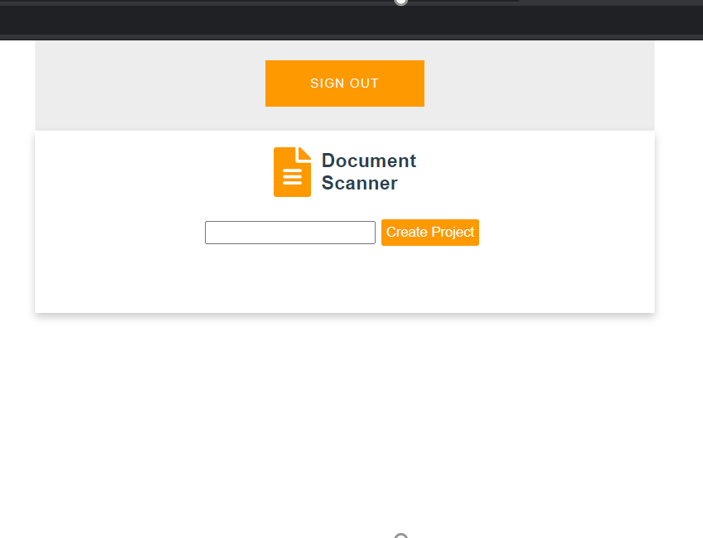 SIGN OUT
Document
Scanner
Create Project